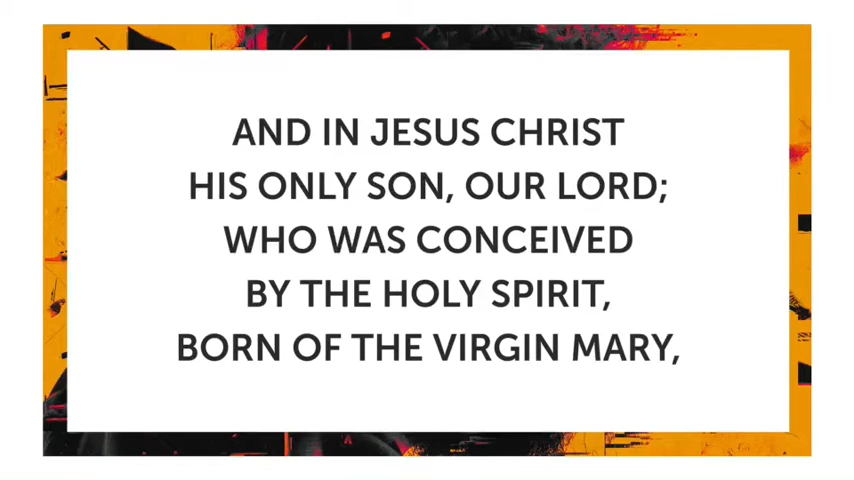 AND IN JESUS CHRIST
HIS ONLY SON, OUR LORD;
WHO WAS CONCEIVED
BY THE HOLY SPIRIT,
BORN OF THE VIRGIN MARY,